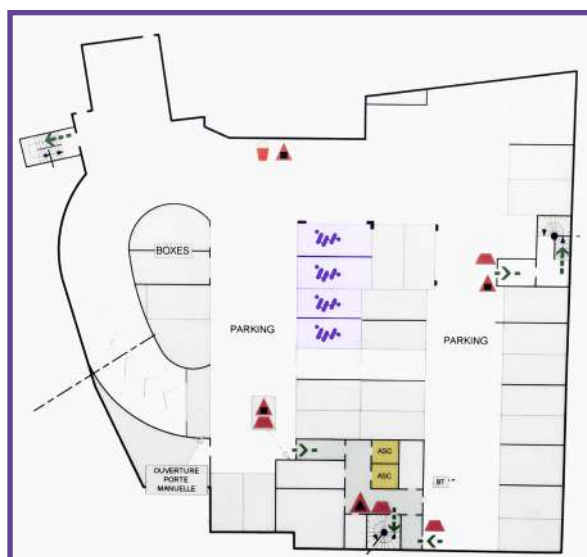 BOXES
PARKING
PARKING
ASC
ASC
BT
OUVERTURE
PORTE
MANUELLE